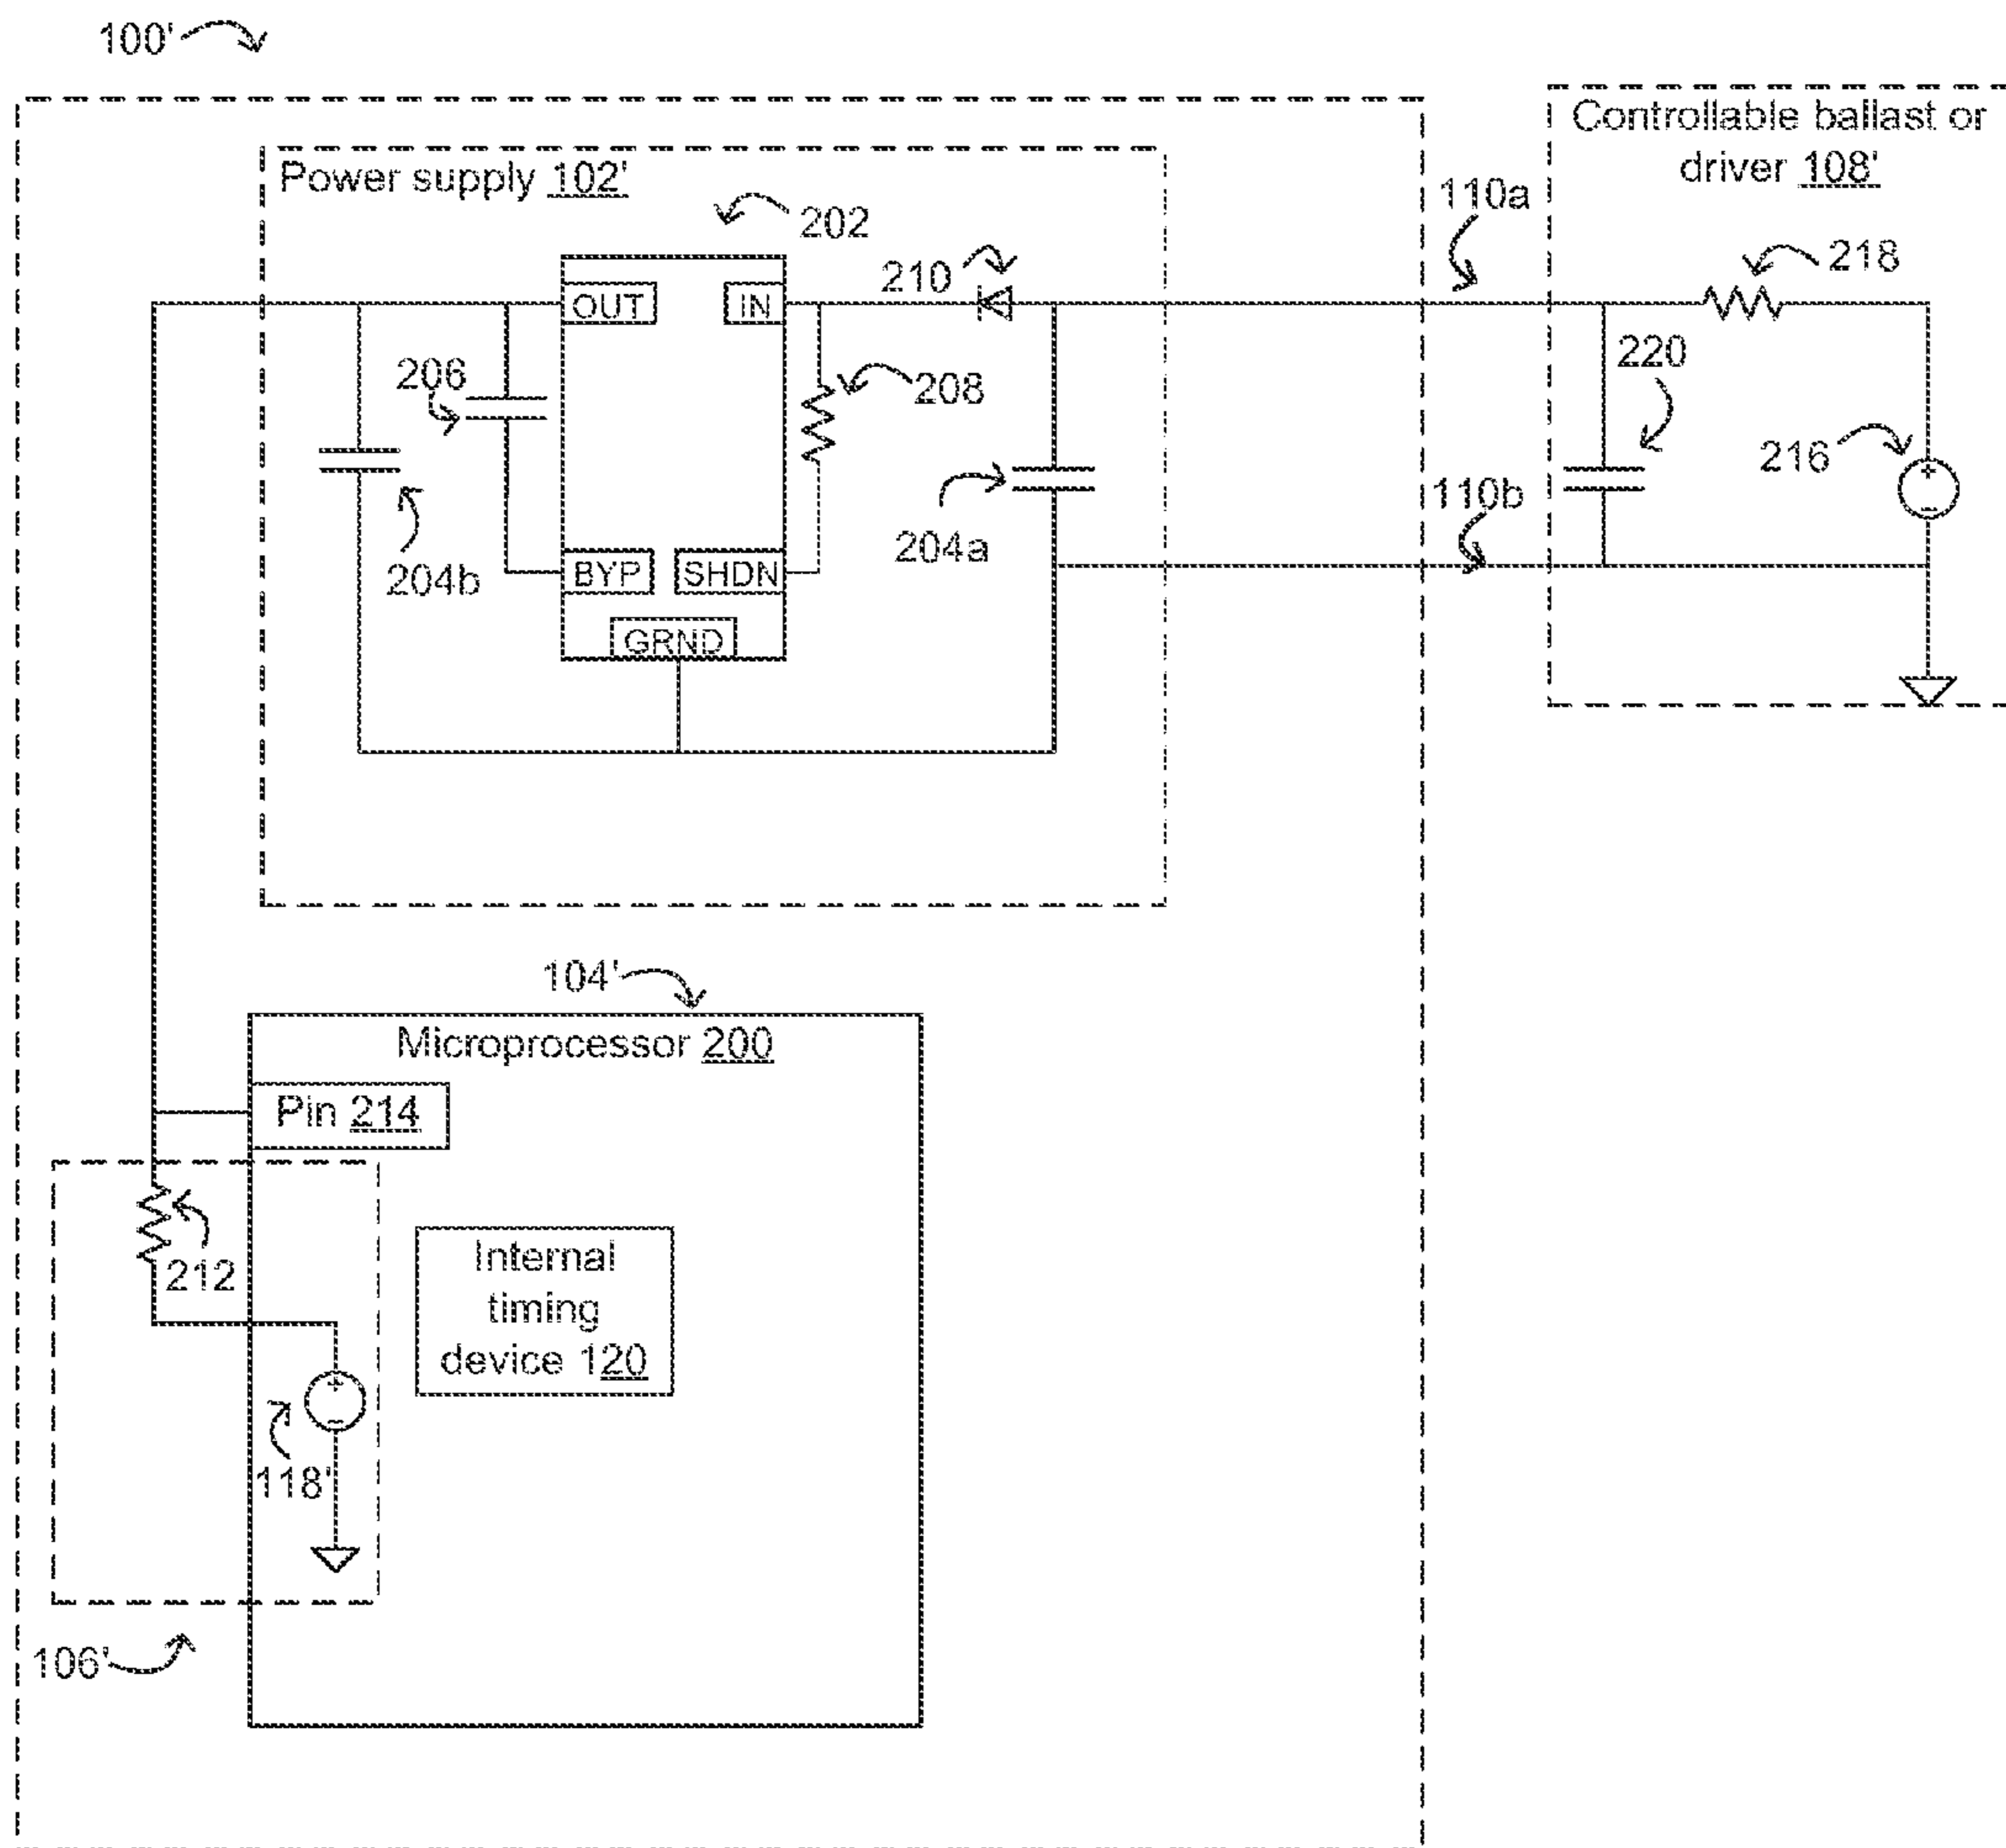 100'
Controllable ballast or
driver 108'
Power supply 102'
202
110a
218
210
OUT
IN
220
206
208
216
110b
204a
204b
BYP
SHDN
GRND
104'
Microprocessor 200
Pin 214
212
Internal
timing
device 120
118'
106'